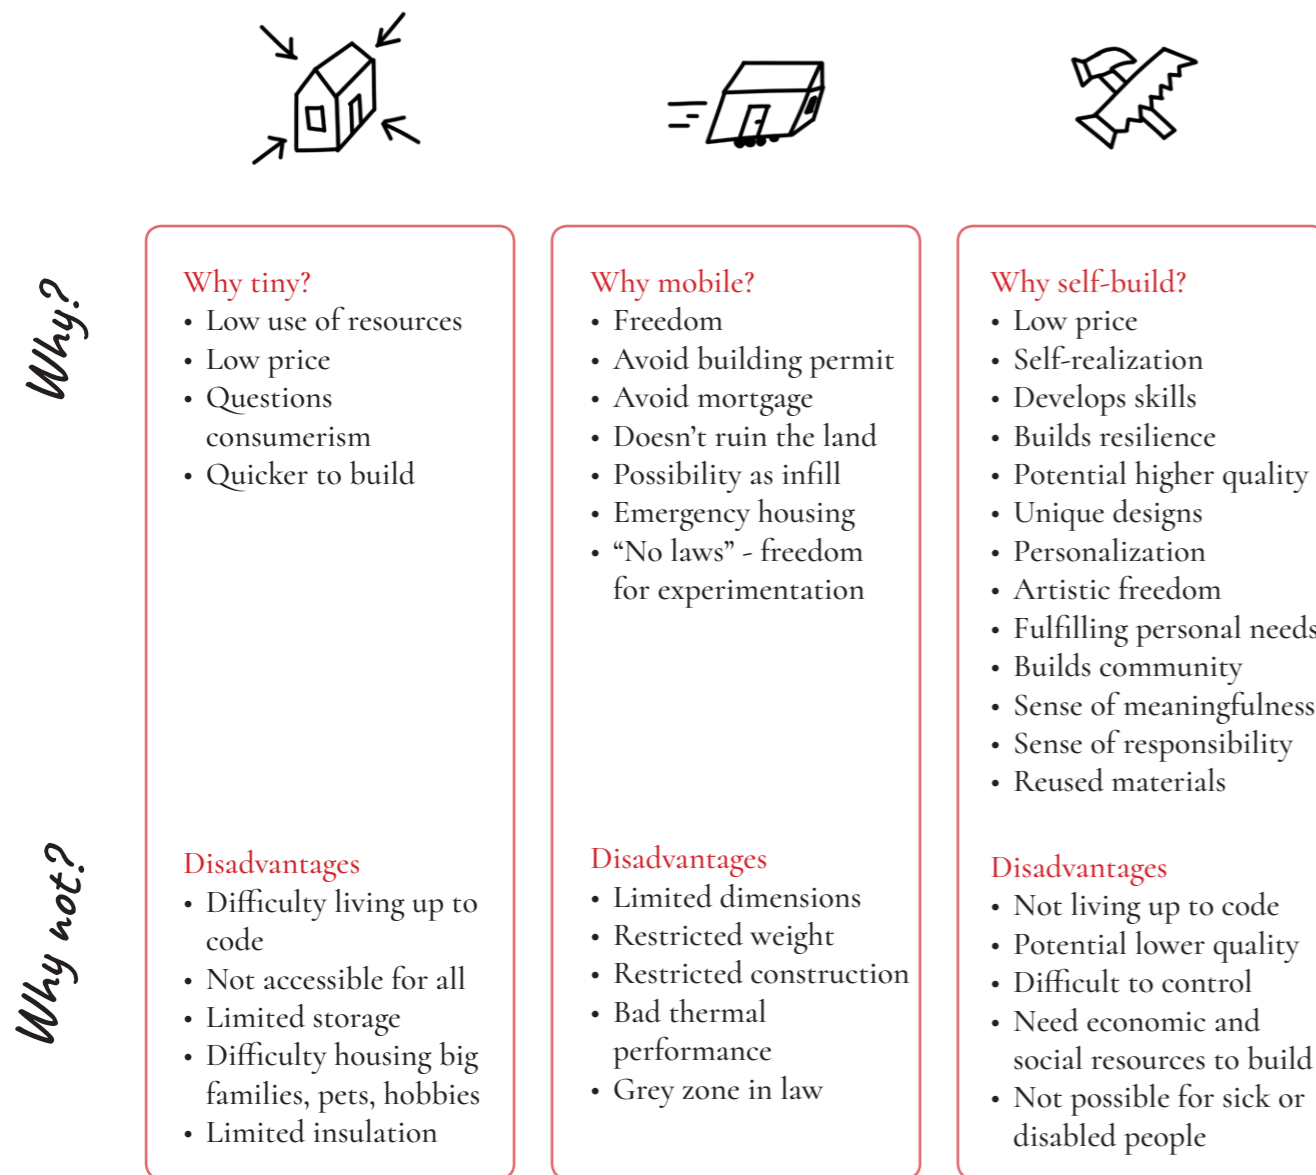 Why?
Why tiny?
• Low use of resources
• Low price
• Questions
consumerism
• Quicker to build
Why mobile?
• Freedom
• Avoid building permit
• Avoid mortgage
• Doesn’t ruin the land
• Possibility as infill
• Emergency housing
• “No laws” - freedom
for experimentation
Why self-build?
• Low price
• Self-realization
• Develops skills
• Builds resilience
• Potential higher quality
• Unique designs
• Personalization
• Artistic freedom
• Fulfilling personal needs
• Builds community
• Sense of meaningfulness
• Sense of responsibility
• Reused materials
Why not?
Disadvantages
• Difficulty living up to
code
• Not accessible for all
• Limited storage
• Difficulty housing big
families, pets, hobbies
• Limited insulation
Disadvantages
• Limited dimensions
• Restricted weight
• Restricted construction
• Bad thermal
performance
• Grey zone in law
Disadvantages
• Not living up to code
• Potential lower quality
• Difficult to control
• Need economic and
social resources to build
• Not possible for sick or
disabled people